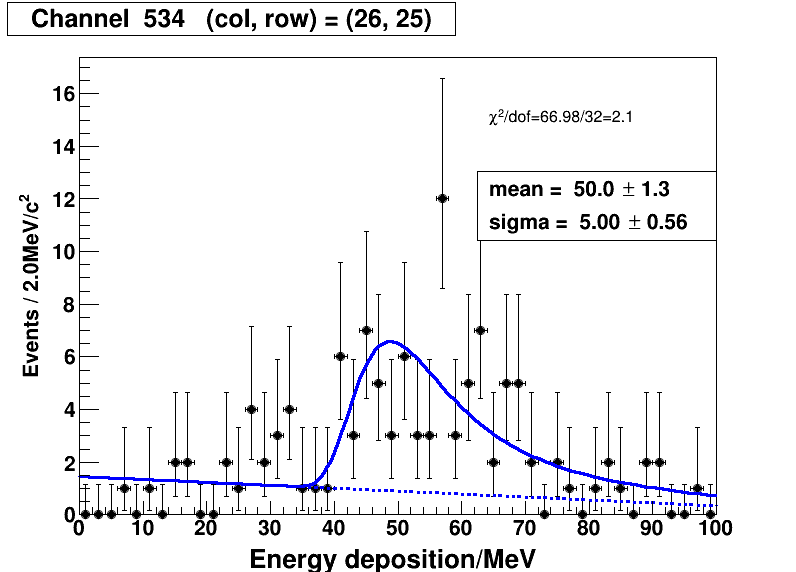 Channel 534 (col, row) = (26, 25)
χ²/dof=66.98/32=2.1
mean = 50.0 ± 1.3
sigma = 5.00 ± 0.56
Events / 2.0MeV/c²
16
14
12
10
8
6
4
2
0
0 10 20 30 40 50 60 70 80 90 100
Energy deposition/MeV